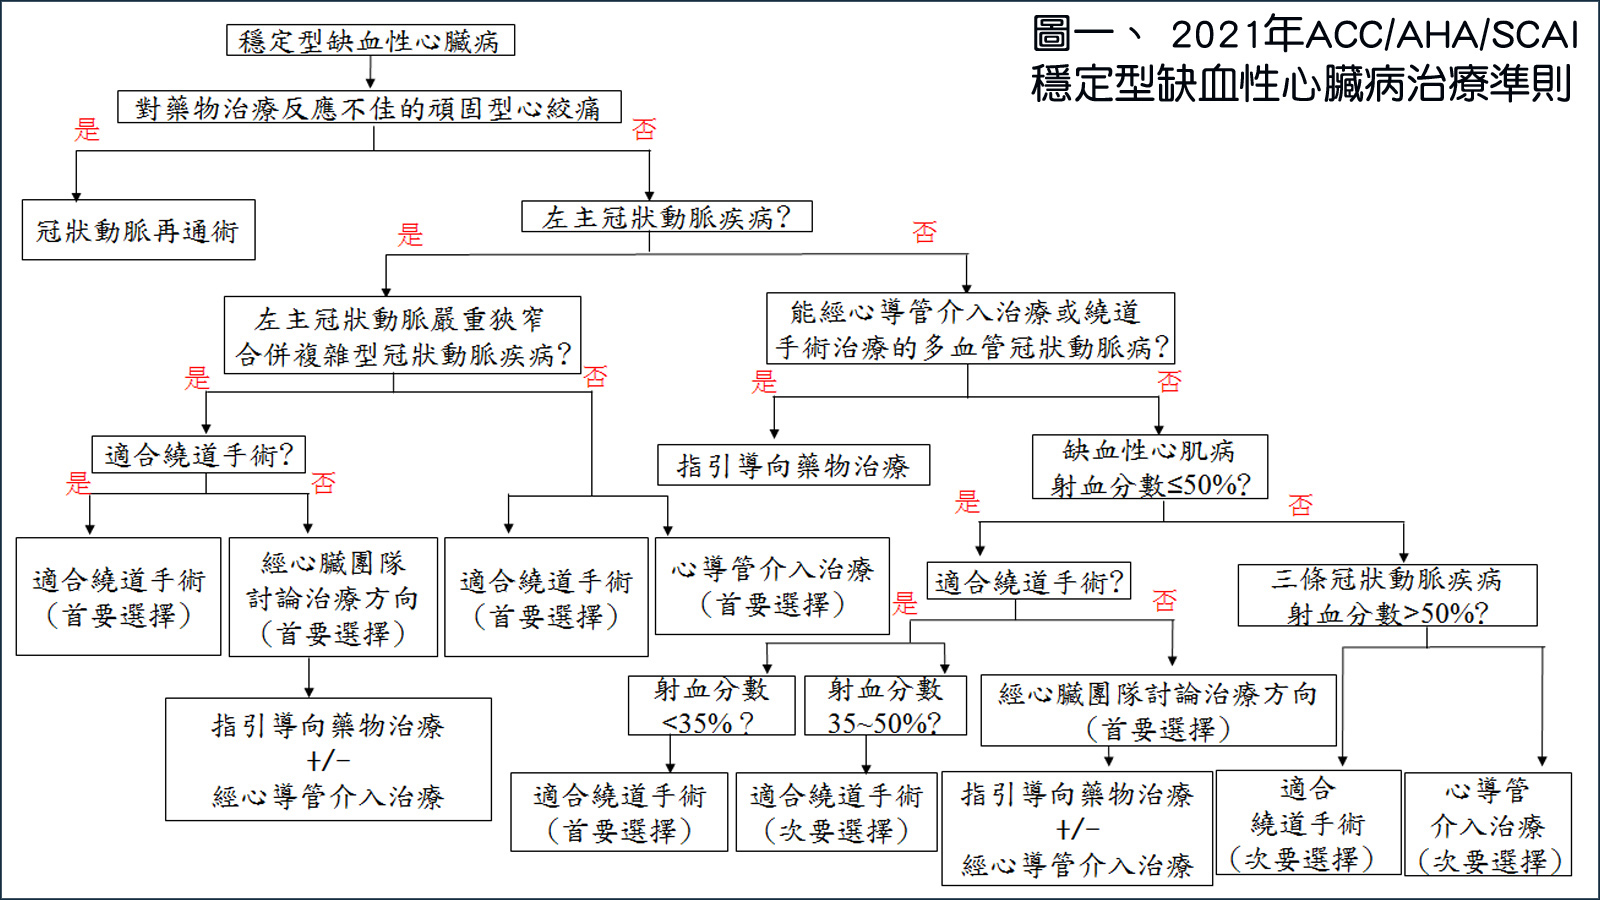 圖一、 2021年ACC/AHA/SCAI
穩定型缺血性心臟病治療準則
穩定型缺血性心臟病
對藥物治療反應不佳的頑固型心絞痛
是
否
冠狀動脈再通術
左主冠狀動脈疾病?
是
否
左主冠狀動脈嚴重狹窄
合併複雜型冠狀動脈疾病?
能經心導管介入治療或繞道
手術治療的多血管冠狀動脈病?
是
否
是
否
適合繞道手術?
指引導向藥物治療
缺血性心肌病
射血分數≤50%?
是
否
是
否
適合繞道手術
(首要選擇)
經心臟團隊
討論治療方向
(首要選擇)
適合繞道手術
(首要選擇)
心導管介入治療
(首要選擇)
適合繞道手術?
三條冠狀動脈疾病
射血分數>50%?
是
否
指引導向藥物治療
+/-
經心導管介入治療
射血分數
<35%?
射血分數
35~50%?
經心臟團隊討論治療方向
(首要選擇)
適合繞道手術
(首要選擇)
適合繞道手術
(次要選擇)
指引導向藥物治療
+/-
經心導管介入治療
適合
繞道手術
(次要選擇)
心導管
介入治療
(次要選擇)